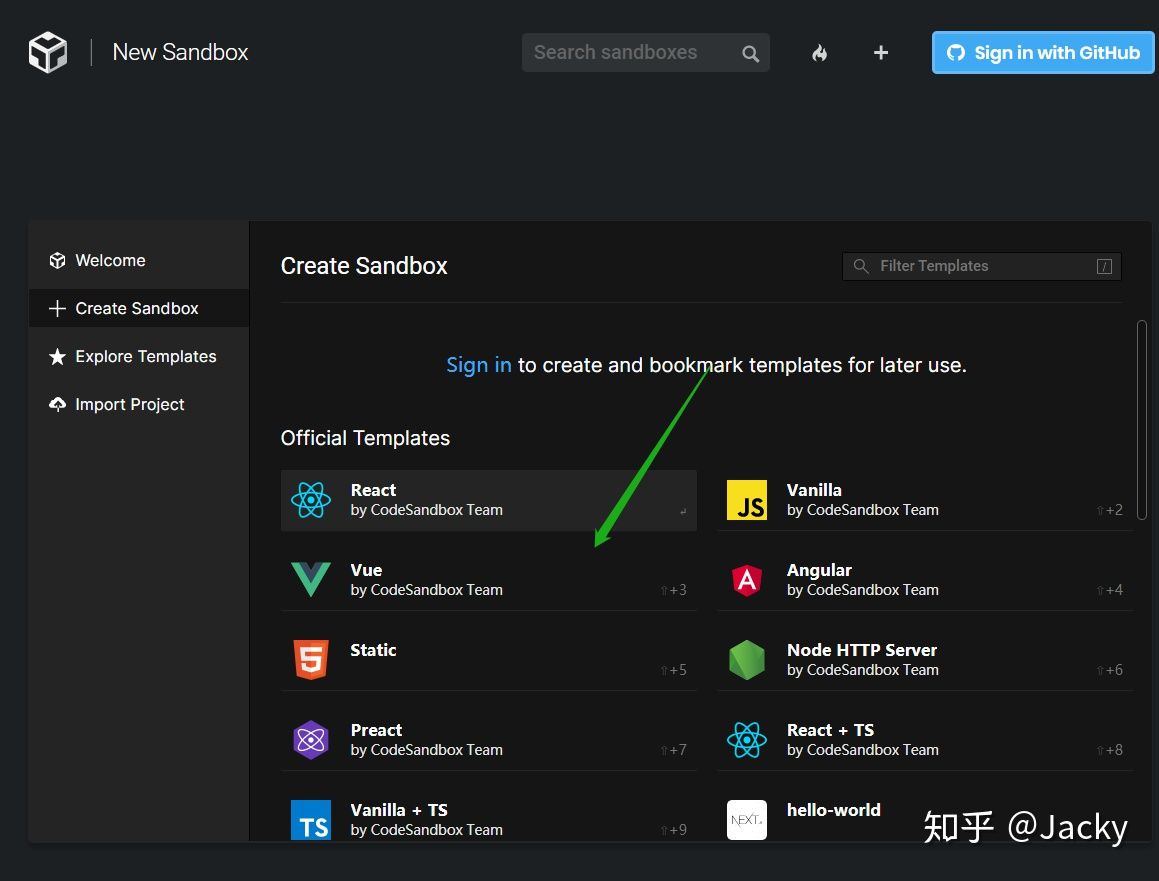 New Sandbox
Search sandboxes
Sign in with GitHub
Welcome
Create Sandbox
Explore Templates
Import Project
Create Sandbox
Filter Templates
/
Sign in to create and bookmark templates for later use.
Official Templates
React
by CodeSandbox Team
Vanilla
by CodeSandbox Team
⇧+2
JS
Vue
by CodeSandbox Team
⇧+3
Angular
by CodeSandbox Team
⇧+4
A
Static
⇧+5
5
Node HTTP Server
by CodeSandbox Team
⇧+6
Preact
by CodeSandbox Team
⇧+7
React + TS
by CodeSandbox Team
⇧+8
Vanilla + TS
by CodeSandbox Team
⇧+9
TS
hello-world
NEXT.
知乎 @Jacky